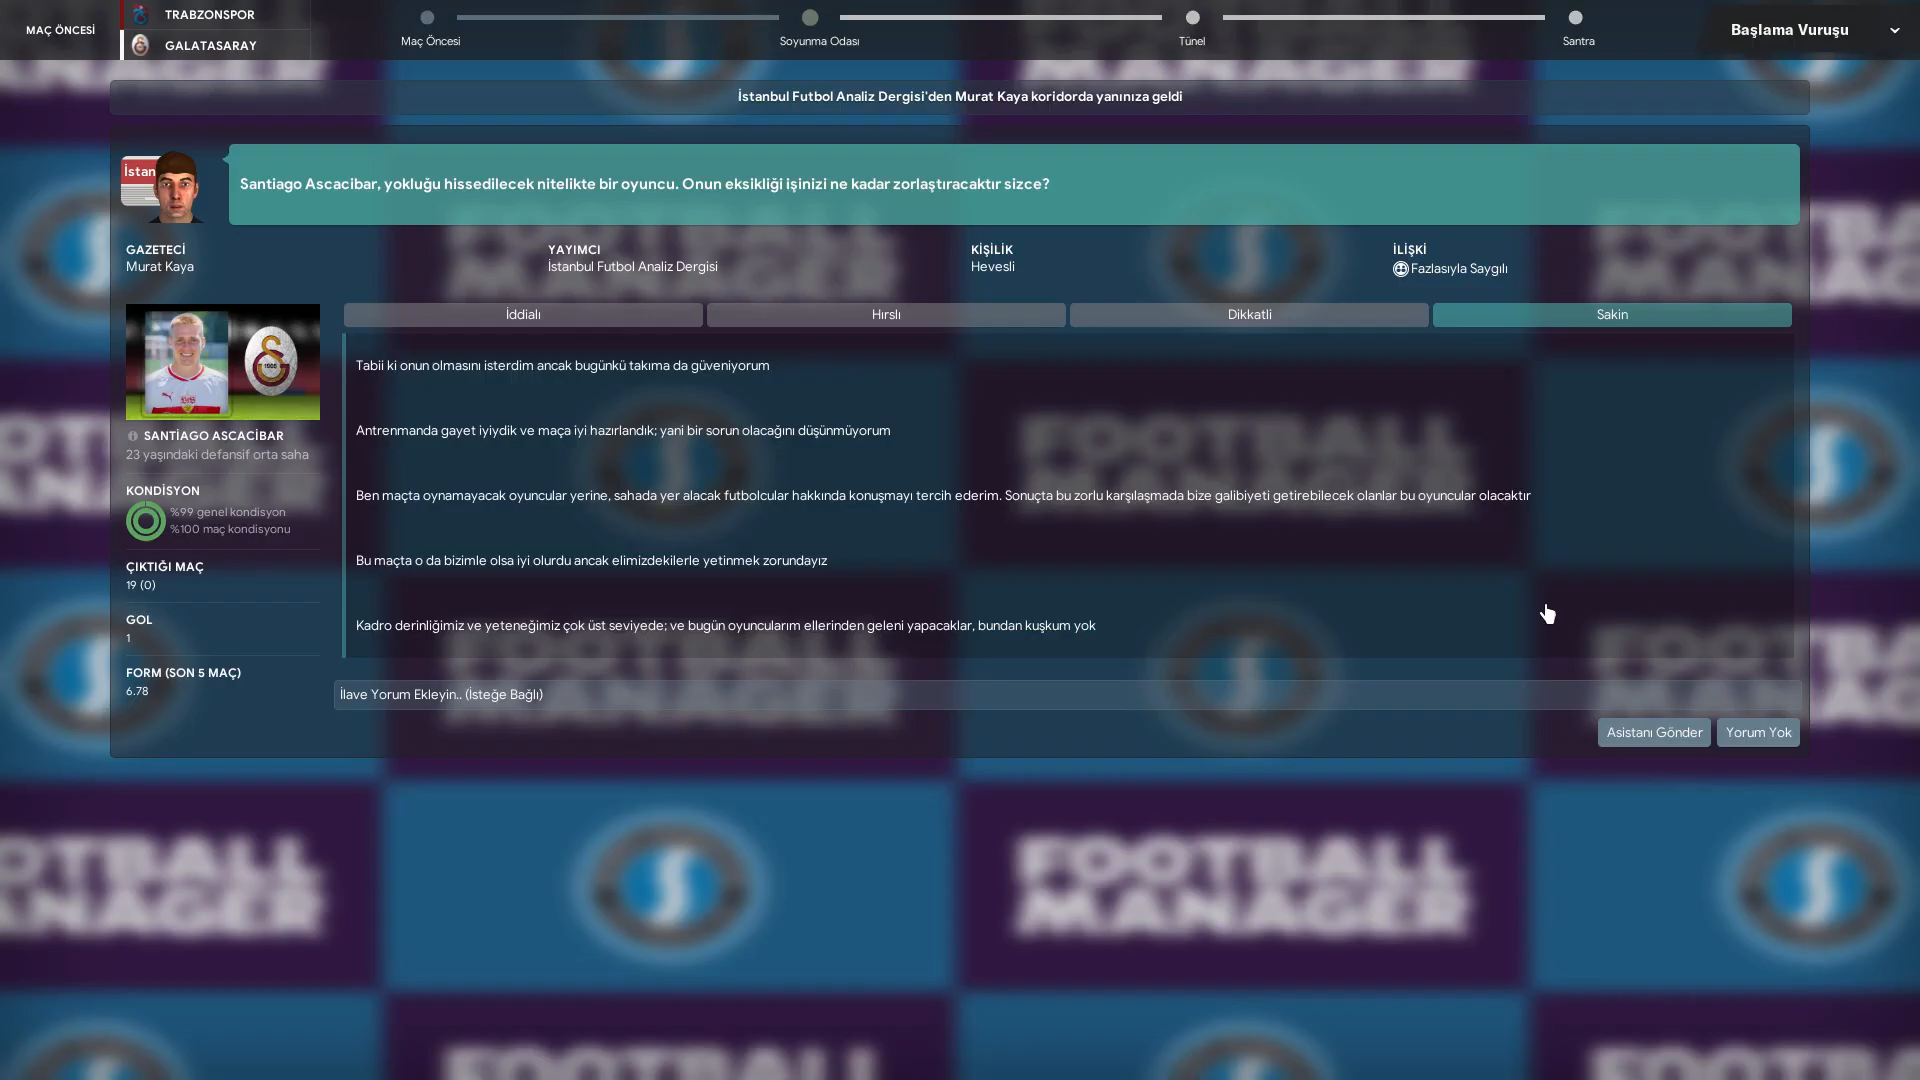 MAÇ ÖNCESİ
TRABZONSPOR
GALATASARAY
Maç Öncesi
Soyunma Odası
Tünel
Santra
Başlama Vuruşu
İstanbul Futbol Analiz Dergisi'den Murat Kaya koridorda yanınıza geldi
İstan
Santiago Ascacibar, yokluğu hissedilecek nitelikte bir oyuncu. Onun eksikliği işinizi ne kadar zorlaştıracaktır sizce?
GAZETECİ
Murat Kaya
YAYIMCI
İstanbul Futbol Analiz Dergisi
KİŞİLİK
Hevesli
İLİŞKİ
Fazlasıyla Saygılı
İddialı
Hırslı
Dikkatli
Sakin
SANTİAGO ASCACİBAR
23 yaşındaki defansif orta saha
KONDİSYON
%99 genel kondisyon
%100 maç kondisyonu
ÇIKTIĞI MAÇ
19 (0)
GOL
1
FORM (SON 5 MAÇ)
6.78
Tabii ki onun olmasını isterdim ancak bugünkü takıma da güveniyorum
Antrenmanda gayet iyiydik ve maça iyi hazırlandık; yani bir sorun olacağını düşünmüyorum
Ben maçta oynamayacak oyuncular yerine, sahada yer alacak futbolcular hakkında konuşmayı tercih ederim. Sonuçta bu zorlu karşılaşmada bize galibiyeti getirebilecek olanlar bu oyuncular olacaktır
Bu maçta o da bizimle olsa iyi olurdu ancak elimizdekilerle yetinmek zorundayız
Kadro derinliğimiz ve yeteneğimiz çok üst seviyede; ve bugün oyuncularım ellerinden geleni yapacaklar, bundan kuşkum yok
İlave Yorum Ekleyin.. (İsteğe Bağlı)
Asistanı Gönder
Yorum Yok
FOOTBALL
MANAGER